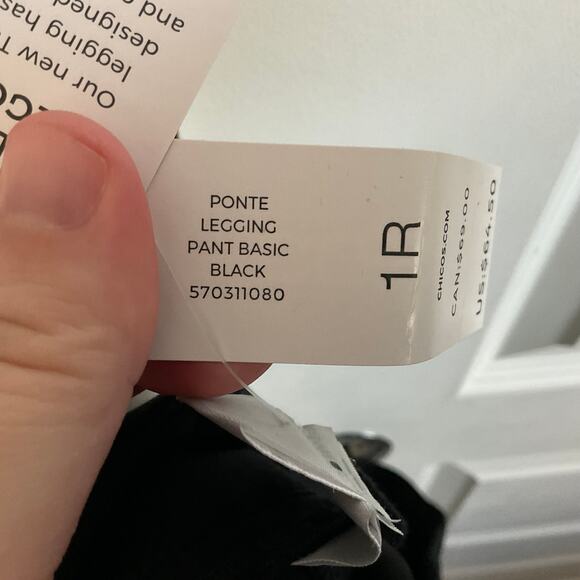 Our new
legging has
designed
and
PONTE
LEGGING
PANT BASIC
BLACK
570311080
1R
CHICOS.COM
CAN:$69.00
US:$64.50